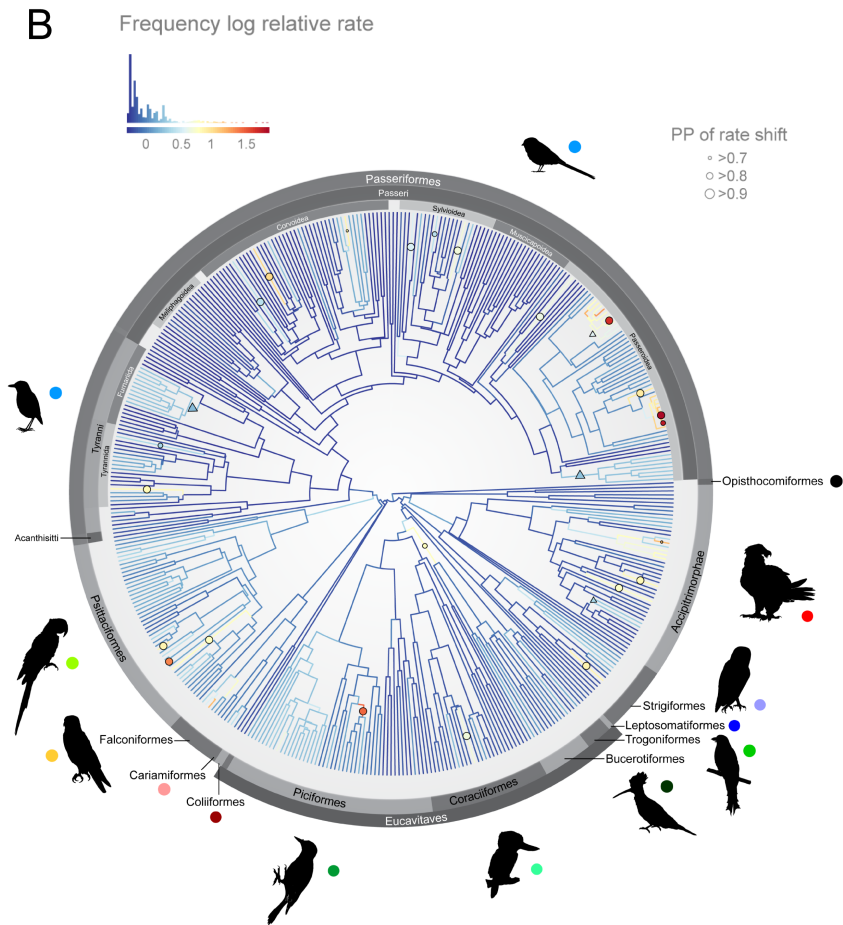 B
Frequency log relative rate
0 0.5 1 1.5
PP of rate shift
>0.7
>0.8
>0.9
Passeriformes
Passeri
Corvoidea
Sylvioidea
Muscicapoidea
Meliphagoidea
Passeroidea
Furnariida
Tyranni
Tyrannida
Opisthocomiformes
Acanthisitti
Accipitrimorphae
Psittaciformes
Strigiformes
Leptosomatiformes
Falconiformes
Trogoniformes
Bucerotiformes
Cariamiformes
Coliiformes
Piciformes
Coraciiformes
Eucavitaves